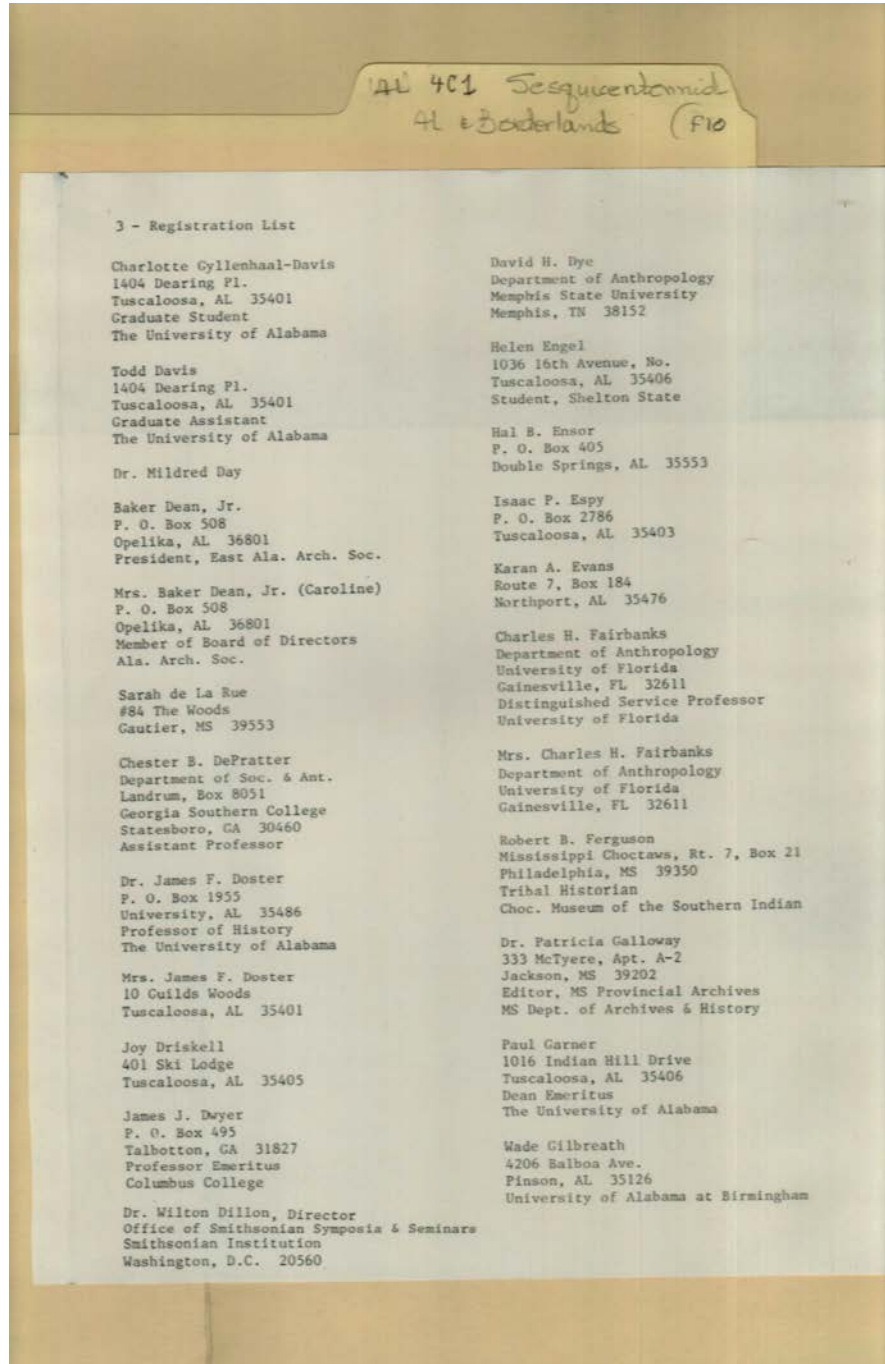 AL 4C1 Sesquicentennial
AL & Borderlands (F10
3 - Registration List
Charlotte Gyllenhaal-Davis
1404 Dearing Pl.
Tuscaloosa, AL 35401
Graduate Student
The University of Alabama
Todd Davis
1404 Dearing Pl.
Tuscaloosa, AL 35401
Graduate Assistant
The University of Alabama
Dr. Mildred Day
Baker Dean, Jr.
P. O. Box 508
Opelika, AL 36801
President, East Ala. Arch. Soc.
Mrs. Baker Dean, Jr. (Caroline)
P. O. Box 508
Opelika, AL 36801
Member of Board of Directors
Ala. Arch. Soc.
Sarah de La Rue
#84 The Woods
Gautier, MS 39553
Chester B. DePratter
Department of Soc. & Ant.
Landrum, Box 8051
Georgia Southern College
Statesboro, GA 30460
Assistant Professor
Dr. James F. Doster
P. O. Box 1955
University, AL 35486
Professor of History
The University of Alabama
Mrs. James F. Doster
10 Guilds Woods
Tuscaloosa, AL 35401
Joy Driskell
401 Ski Lodge
Tuscaloosa, AL 35405
James J. Dwyer
P. O. Box 495
Talbotton, GA 31827
Professor Emeritus
Columbus College
Dr. Wilton Dillon, Director
Office of Smithsonian Symposia & Seminars
Smithsonian Institution
Washington, D.C. 20560
David H. Dye
Department of Anthropology
Memphis State University
Memphis, TN 38152
Helen Engel
1036 16th Avenue, No.
Tuscaloosa, AL 35406
Student, Shelton State
Hal B. Ensor
P. O. Box 405
Double Springs, AL 35553
Isaac P. Espy
P. O. Box 2786
Tuscaloosa, AL 35403
Karan A. Evans
Route 7, Box 184
Northport, AL 35476
Charles H. Fairbanks
Department of Anthropology
University of Florida
Gainesville, FL 32611
Distinguished Service Professor
University of Florida
Mrs. Charles H. Fairbanks
Department of Anthropology
University of Florida
Gainesville, FL 32611
Robert B. Ferguson
Mississippi Choctaws, Rt. 7, Box 21
Philadelphia, MS 39350
Tribal Historian
Choc. Museum of the Southern Indian
Dr. Patricia Galloway
333 McTyere, Apt. A-2
Jackson, MS 39202
Editor, MS Provincial Archives
MS Dept. of Archives & History
Paul Garner
1016 Indian Hill Drive
Tuscaloosa, AL 35406
Dean Emeritus
The University of Alabama
Wade Gilbreath
4206 Balboa Ave.
Pinson, AL 35126
University of Alabama at Birmingham